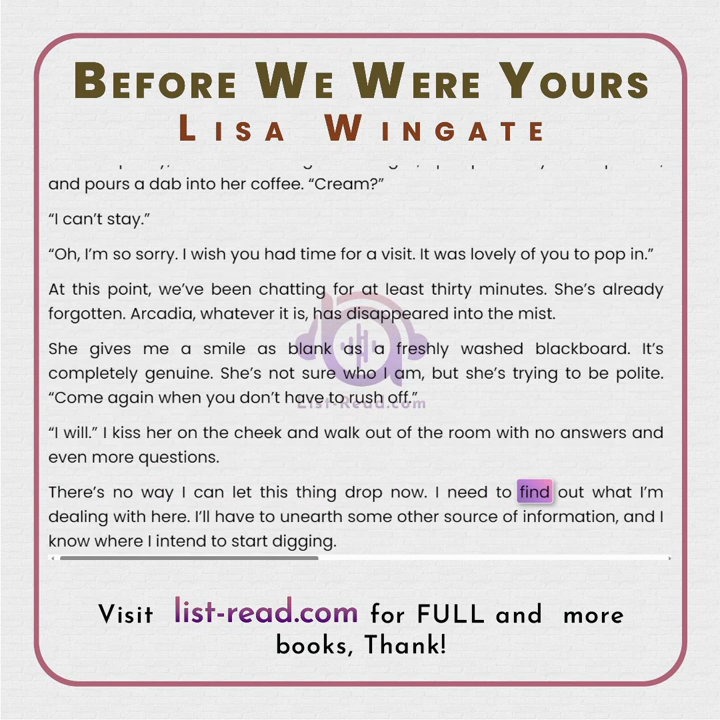 BEFORE WE WERE YOURS
LISA WINGATE
and pours a dab into her coffee. “Cream?”
“I can’t stay.”
“Oh, I’m so sorry. I wish you had time for a visit. It was lovely of you to pop in.”
At this point, we’ve been chatting for at least thirty minutes. She’s already
forgotten. Arcadia, whatever it is, has disappeared into the mist.
She gives me a smile as blank as a freshly washed blackboard. It’s
completely genuine. She’s not sure who I am, but she’s trying to be polite.
“Come again when you don’t have to rush off.”
List-Read.com
“I will.” I kiss her on the cheek and walk out of the room with no answers and
even more questions.
There’s no way I can let this thing drop now. I need to find out what I’m
dealing with here. I’ll have to unearth some other source of information, and I
know where I intend to start digging.
Visit list-read.com for FULL and more
books, Thank!